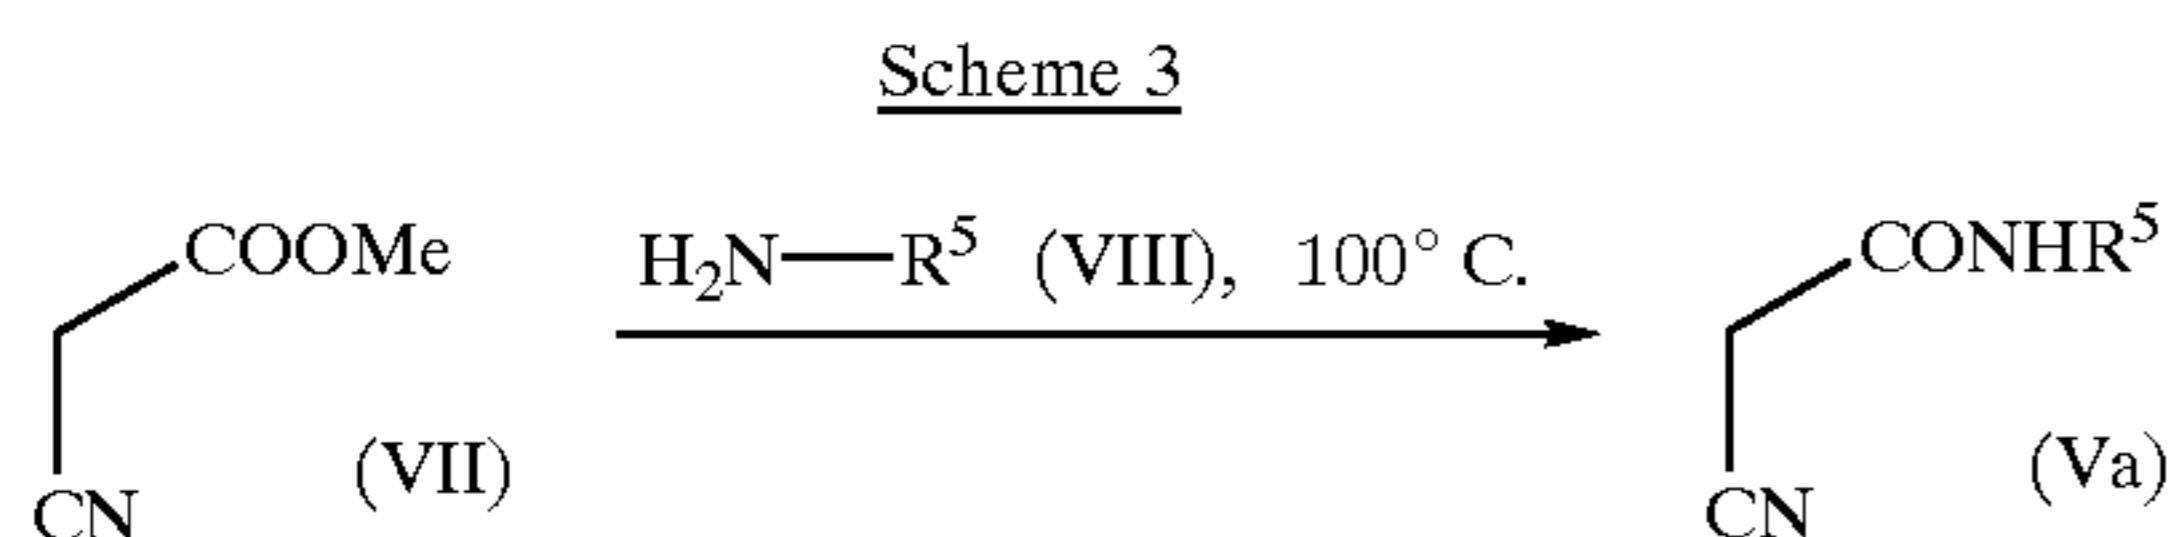 Scheme 3
COOMe
H₂N—R⁵ (VIII), 100° C.
CONHR⁵
(VII)
(Va)
CN
CN